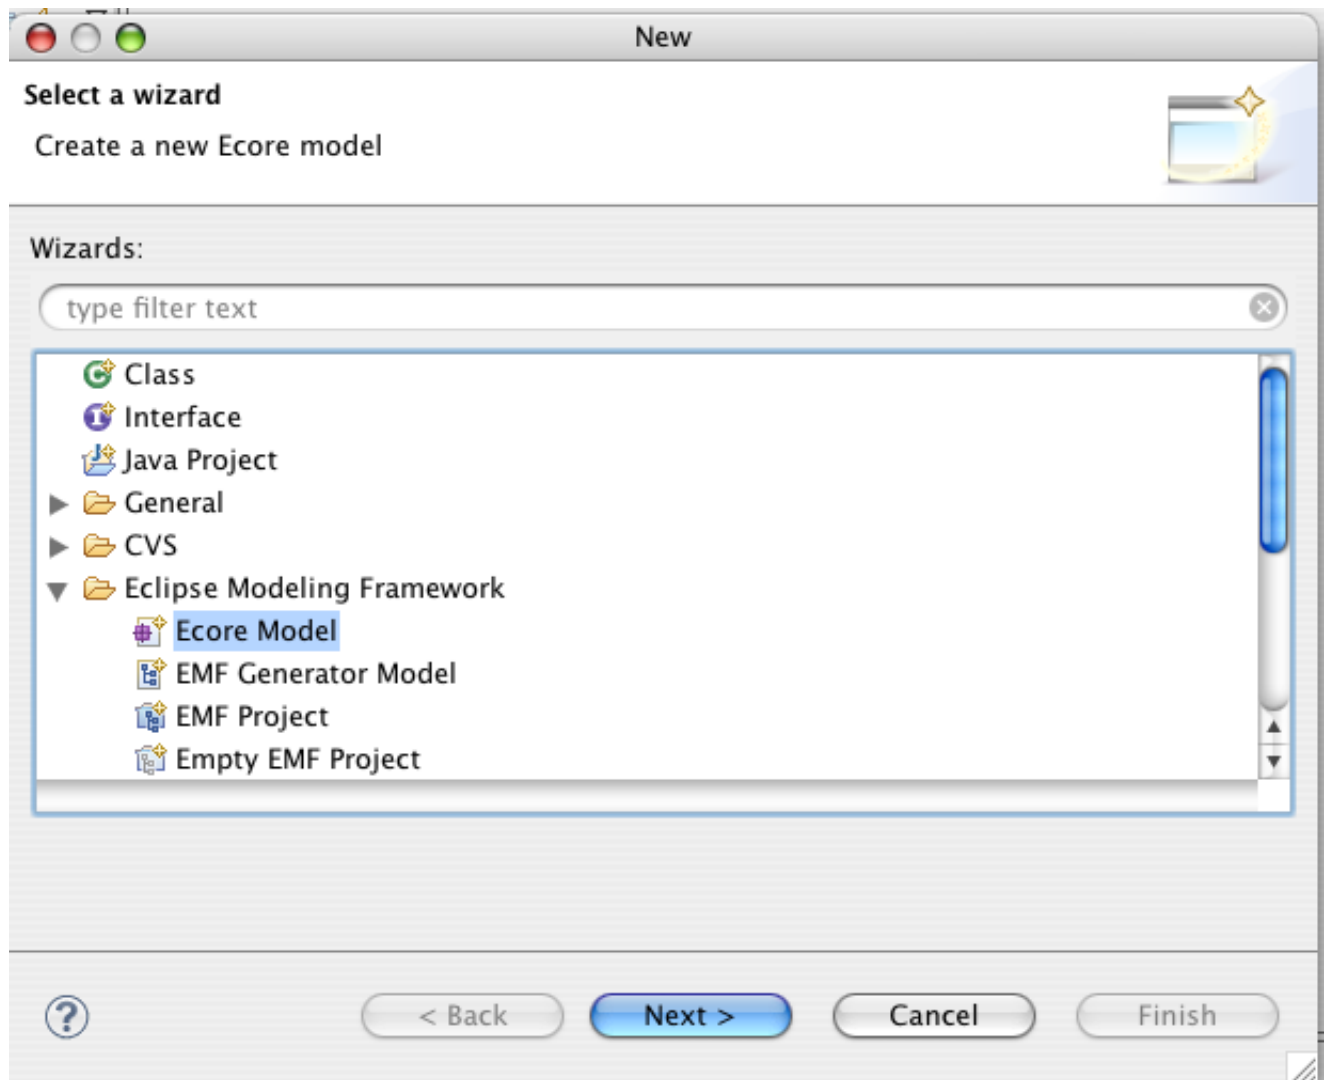 New
Select a wizard
Create a new Ecore model
Wizards:
type filter text
Class
Interface
Java Project
General
CVS
Eclipse Modeling Framework
Ecore Model
EMF Generator Model
EMF Project
Empty EMF Project
< Back Next > Cancel Finish